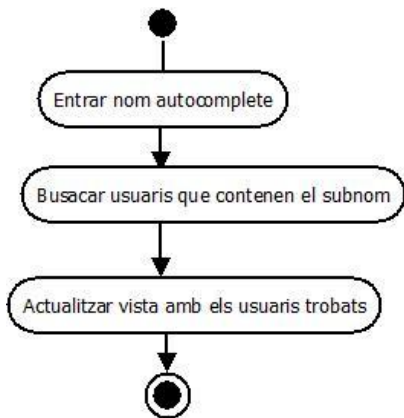 Entrar nom autocomplete
Busacar usuaris que contenen el subnom
Actualitzar vista amb els usuaris trobats